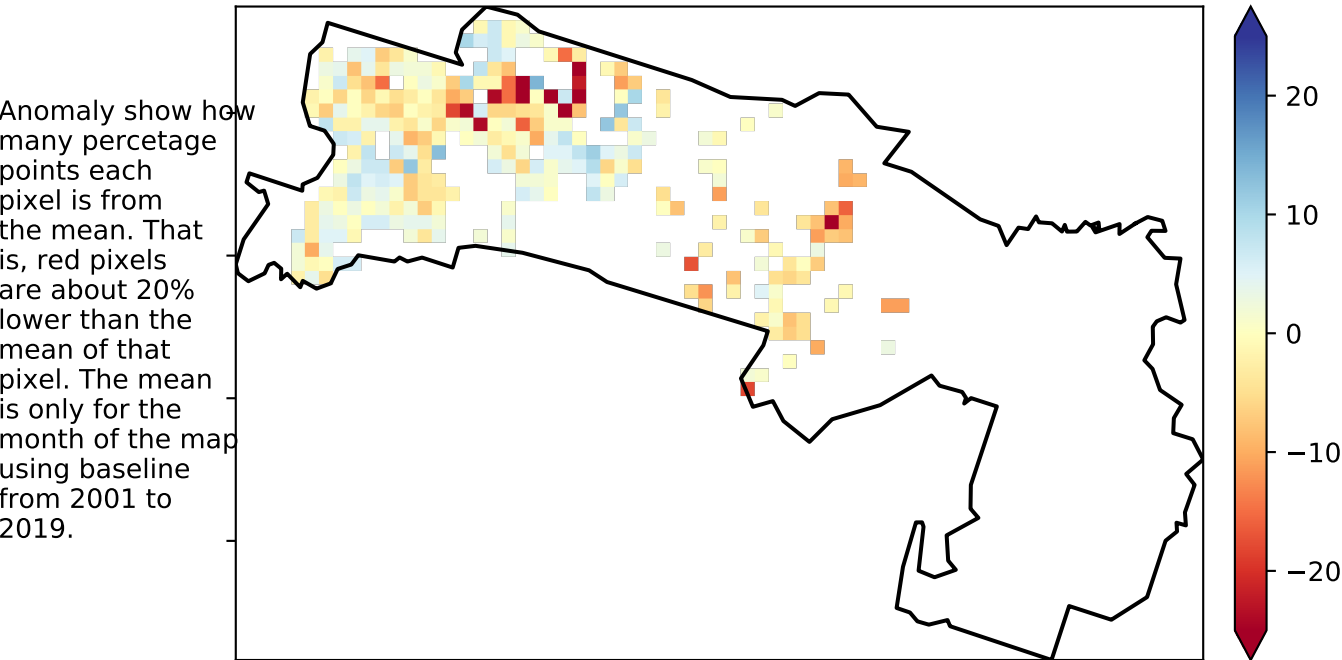 Anomaly show how
many percetage
points each
pixel is from
the mean. That
is, red pixels
are about 20%
lower than the
mean of that
pixel. The mean
is only for the
month of the map
using baseline
from 2001 to
2019.
20
10
0
−10
−20